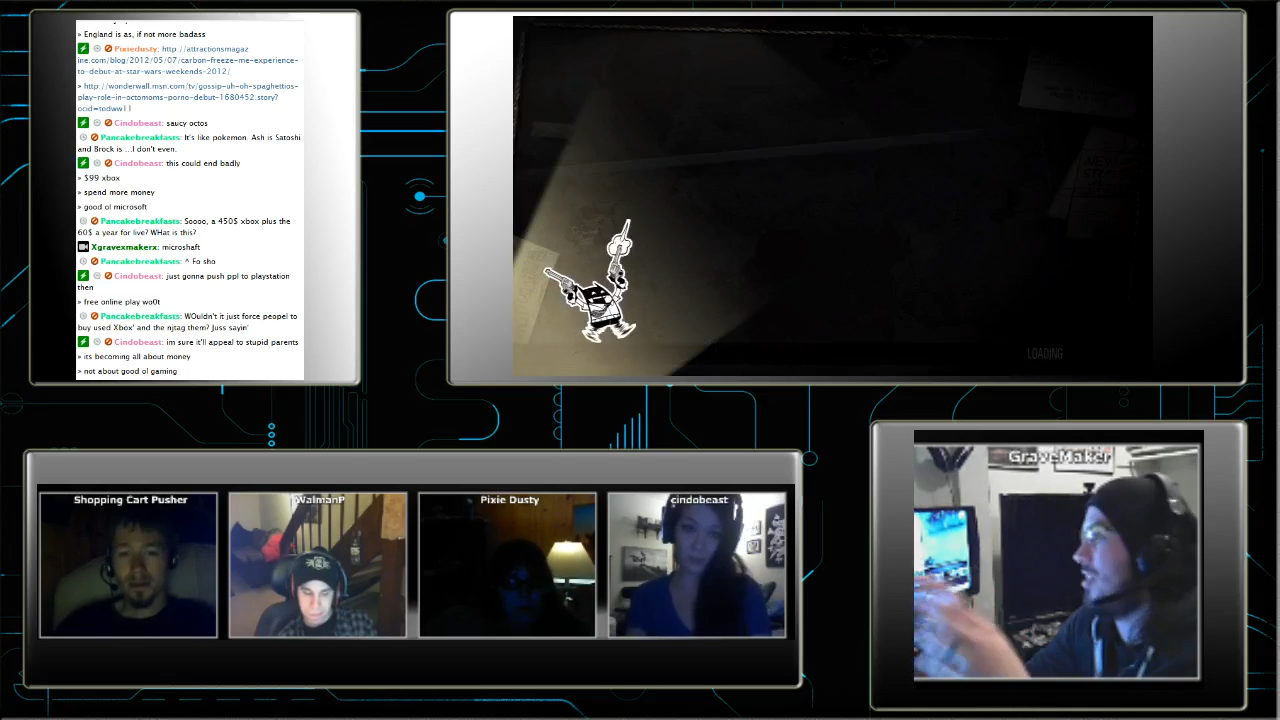 » England is as, if not more badass
Pixiedusty: http://attractionsmagaz
ine.com/blog/2012/05/07/carbon-freeze-me-experience-
to-debut-at-star-wars-weekends-2012/
» http://wonderwall.msn.com/tv/gossip-uh-oh-spaghettios-
play-role-in-octomoms-porno-debut-1680452.story?
ocid=todww11
Cindobeast: saucy octos
Pancakebreakfasts: It's like pokemon. Ash is Satoshi
and Brock is ...I don't even.
Cindobeast: this could end badly
» $99 xbox
» spend more money
» good ol microsoft
Pancakebreakfasts: Soooo, a 450$ xbox plus the
60$ a year for live? WHat is this?
Xgravexmakerx: microshaft
Pancakebreakfasts: ^ Fo sho
Cindobeast: just gonna push ppl to playstation
then
» free online play wo0t
Pancakebreakfasts: WOuldn't it just force peopel to
buy used Xbox' and the njtag them? Juss sayin'
Cindobeast: im sure it'll appeal to stupid parents
» its becoming all about money
» not about good ol gaming
LOADING
Shopping Cart Pusher
WalmanP
Pixie Dusty
cindobeast
GraveMaker